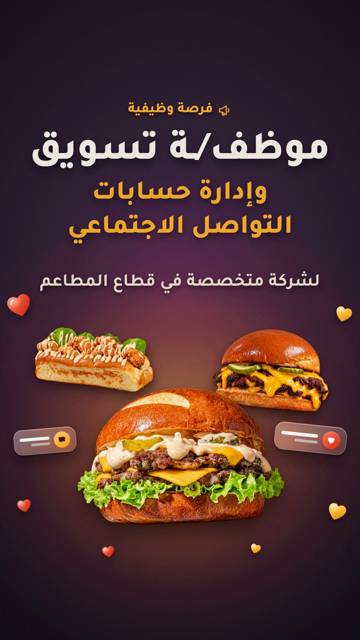 فرصة وظيفية
موظف/ة تسويق
وإدارة حسابات
التواصل الاجتماعي
لشركة متخصصة في قطاع المطاعم